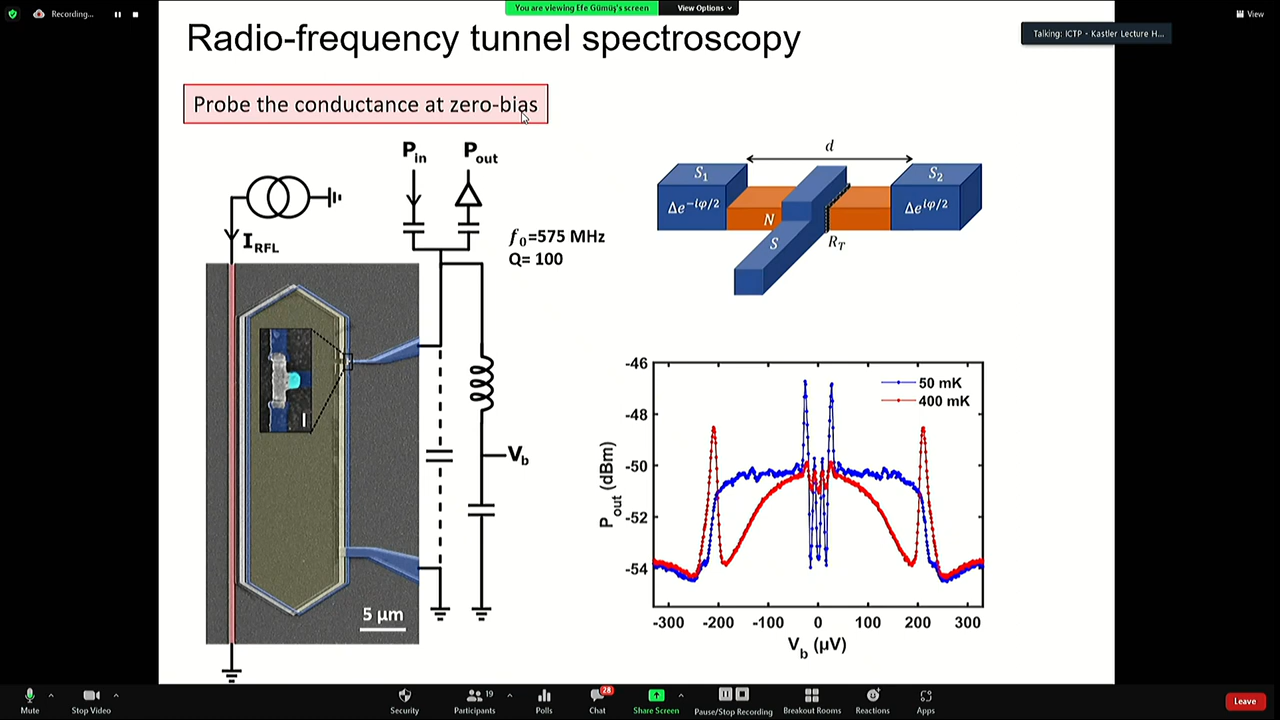 Recording...
You are viewing Efe Gümüş's screen
View Options
View
Talking: ICTP - Kastler Lecture H...
Radio-frequency tunnel spectroscopy
Probe the conductance at zero-bias
P_in
P_out
I_RFL
f₀=575 MHz
Q= 100
V_b
5 μm
d
S₁
S₂
Δe^{-iφ/2}
Δe^{iφ/2}
N
S
R_T
-46
-48
-50
-52
-54
P_out (dBm)
50 mK
400 mK
-300 -200 -100 0 100 200 300
V_b (μV)
Mute
Stop Video
Security
Participants
19
Polls
Chat
28
Share Screen
Pause/Stop Recording
Breakout Rooms
Reactions
Apps
Leave